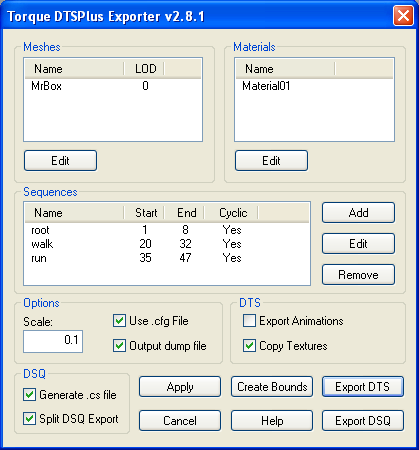 Torque DTSPlus Exporter v2.8.1
Meshes
Name LOD
MrBox 0
Edit
Materials
Name
Material01
Edit
Sequences
Name Start End Cyclic
root 1 8 Yes
walk 20 32 Yes
run 35 47 Yes
Add
Edit
Remove
Options
Scale:
0.1
Use .cfg File
Output dump file
DTS
Export Animations
Copy Textures
DSQ
Generate .cs file
Split DSQ Export
Apply
Create Bounds
Export DTS
Cancel
Help
Export DSQ